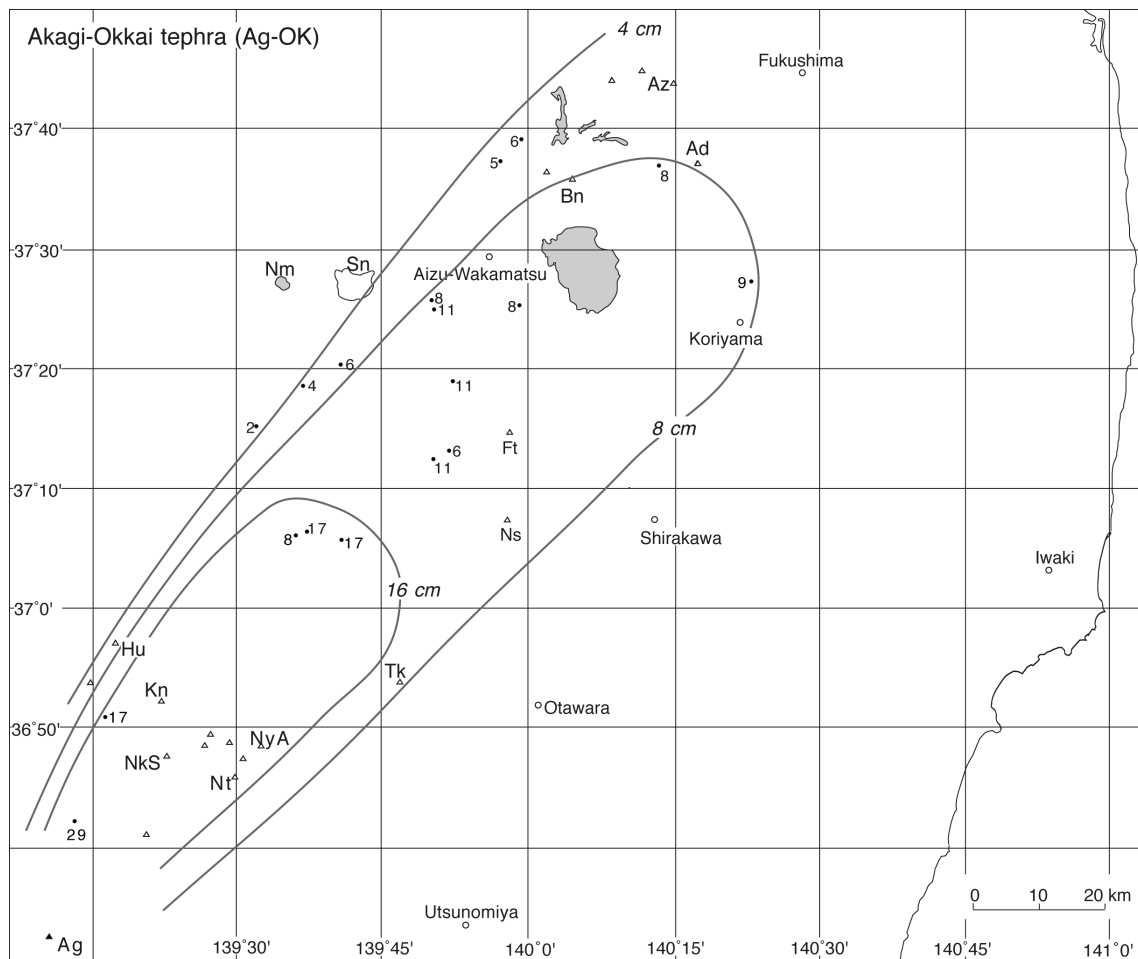 Akagi-Okkai tephra (Ag-OK)
4 cm
Fukushima
Az
37°40'
6
5
Ad
8
Bn
37°30'
Nm
Sn
Aizu-Wakamatsu
9
8
11
8
Koriyama
37°20'
6
4
11
2
8 cm
Ft
6
11
37°10'
17
8
17
Ns
Shirakawa
Iwaki
16 cm
37°0'
Hu
Tk
Kn
17
Otawara
36°50'
NyA
NkS
Nt
29
0 10 20 km
Utsunomiya
Ag
139°30' 139°45' 140°0' 140°15' 140°30' 140°45' 141°0'